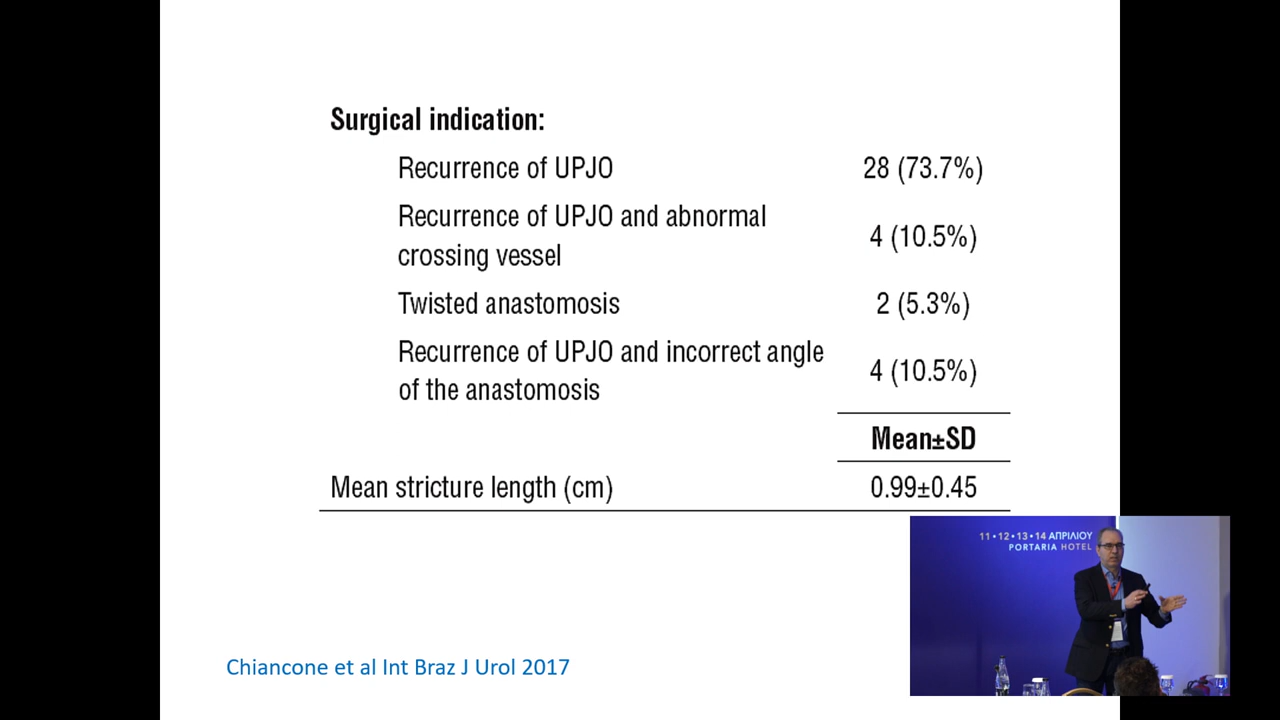 Surgical indication:
Recurrence of UPJO
28 (73.7%)
Recurrence of UPJO and abnormal
crossing vessel
4 (10.5%)
Twisted anastomosis
2 (5.3%)
Recurrence of UPJO and incorrect angle
of the anastomosis
4 (10.5%)
Mean±SD
Mean stricture length (cm)
0.99±0.45
11•12•13•14 ΑΠΡΙΛΙΟΥ
PORTARIA HOTEL
Chiancone et al Int Braz J Urol 2017